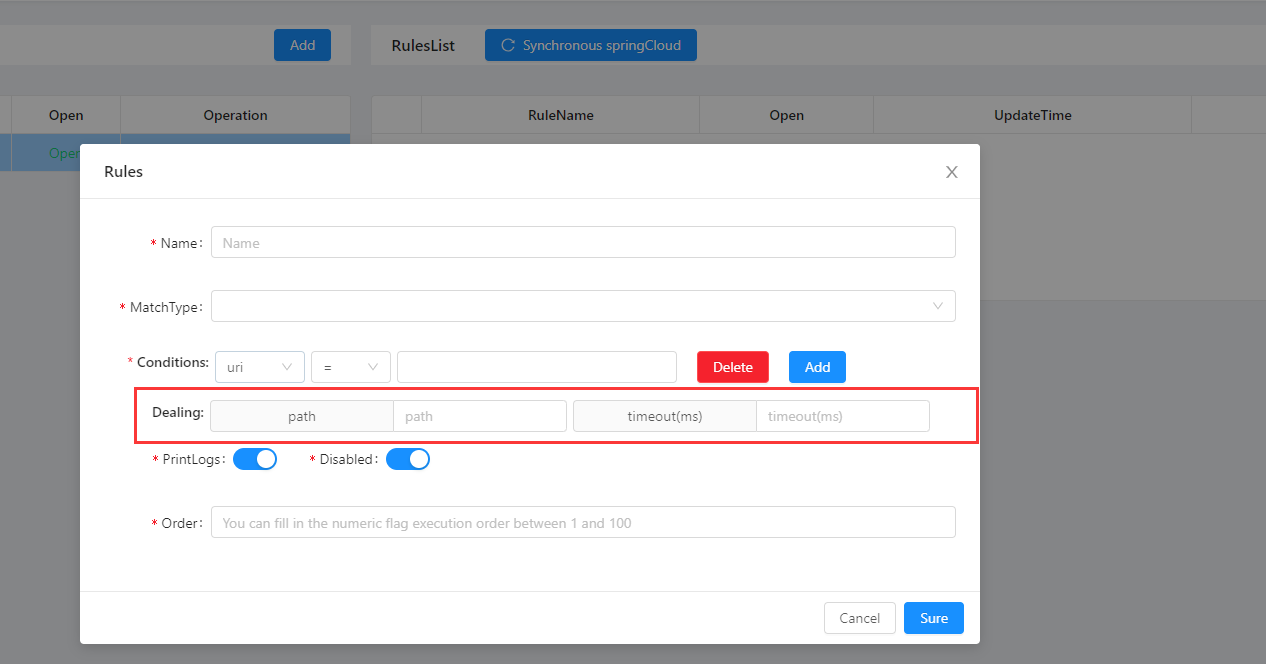 Add
RulesList
Synchronous springCloud
Open
Operation
RuleName
Open
UpdateTime
Open
Rules
* Name:
Name
* MatchType:
* Conditions:
uri
=
Delete
Add
Dealing:
path
path
timeout(ms)
timeout(ms)
* PrintLogs:
* Disabled:
* Order:
You can fill in the numeric flag execution order between 1 and 100
Cancel
Sure